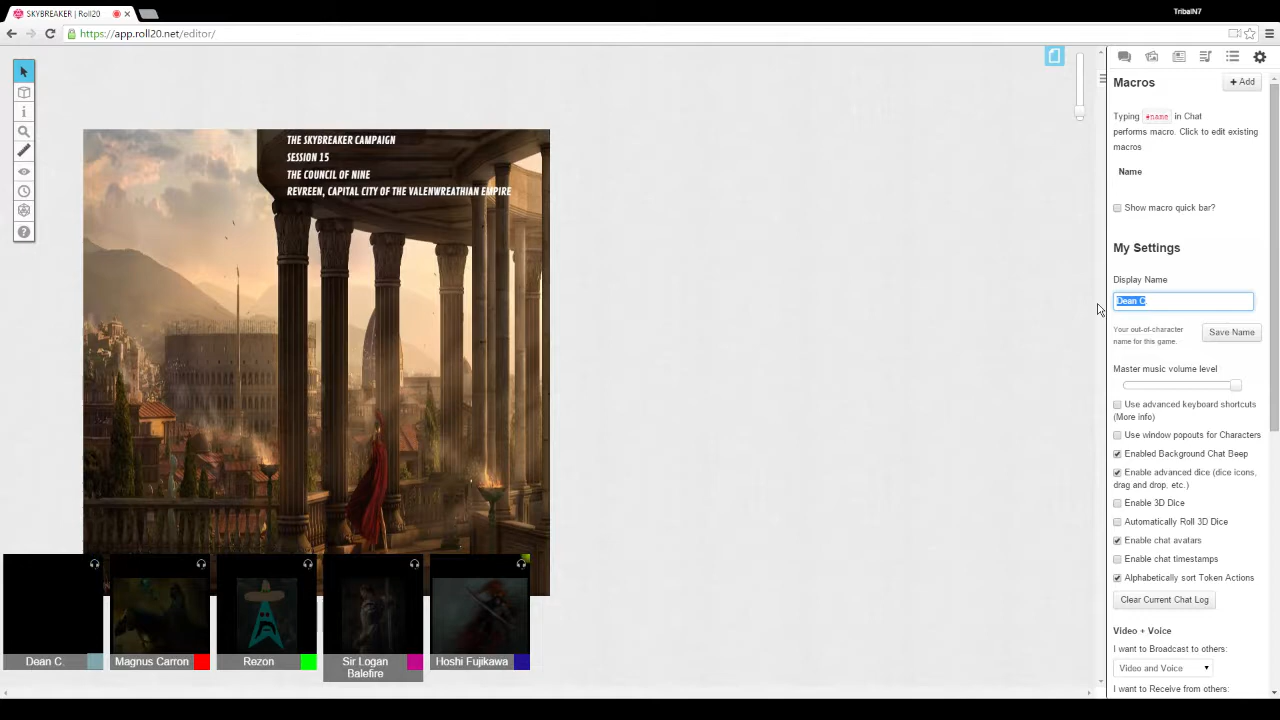 TribalN7
SKYBREAKER | Roll20
https://app.roll20.net/editor/
Macros
+ Add
Typing #name in Chat
performs macro. Click to edit existing
macros
Name
Show macro quick bar?
My Settings
Display Name
Dean C.
Your out-of-character
name for this game.
Save Name
Master music volume level
Use advanced keyboard shortcuts
(More info)
Use window popouts for Characters
Enabled Background Chat Beep
Enable advanced dice (dice icons,
drag and drop, etc.)
Enable 3D Dice
Automatically Roll 3D Dice
Enable chat avatars
Enable chat timestamps
Alphabetically sort Token Actions
Clear Current Chat Log
Video + Voice
I want to Broadcast to others:
Video and Voice
I want to Receive from others:
THE SKYBREAKER CAMPAIGN
SESSION 15
THE COUNCIL OF NINE
REVREEN, CAPITAL CITY OF THE VALENWREATHIAN EMPIRE
Dean C.
Magnus Carron
Rezon
Sir Logan
Balefire
Hoshi Fujikawa